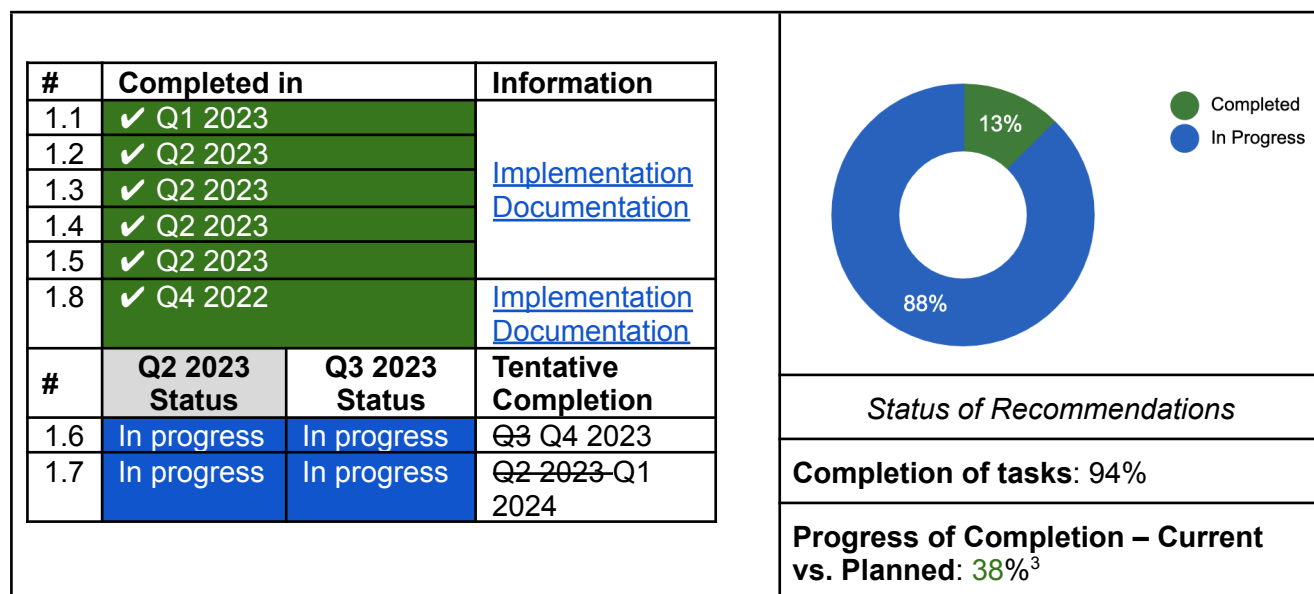 # Completed in Information
1.1 ✔ Q1 2023
1.2 ✔ Q2 2023
1.3 ✔ Q2 2023
1.4 ✔ Q2 2023
1.5 ✔ Q2 2023
Implementation
Documentation
1.8 ✔ Q4 2022 Implementation
Documentation
# Q2 2023 Status Q3 2023 Status Tentative Completion
1.6 In progress In progress Q3 Q4 2023
1.7 In progress In progress Q2 2023 Q1
2024
13%
88%
Completed
In Progress
Status of Recommendations
Completion of tasks: 94%
Progress of Completion – Current
vs. Planned: 38%³